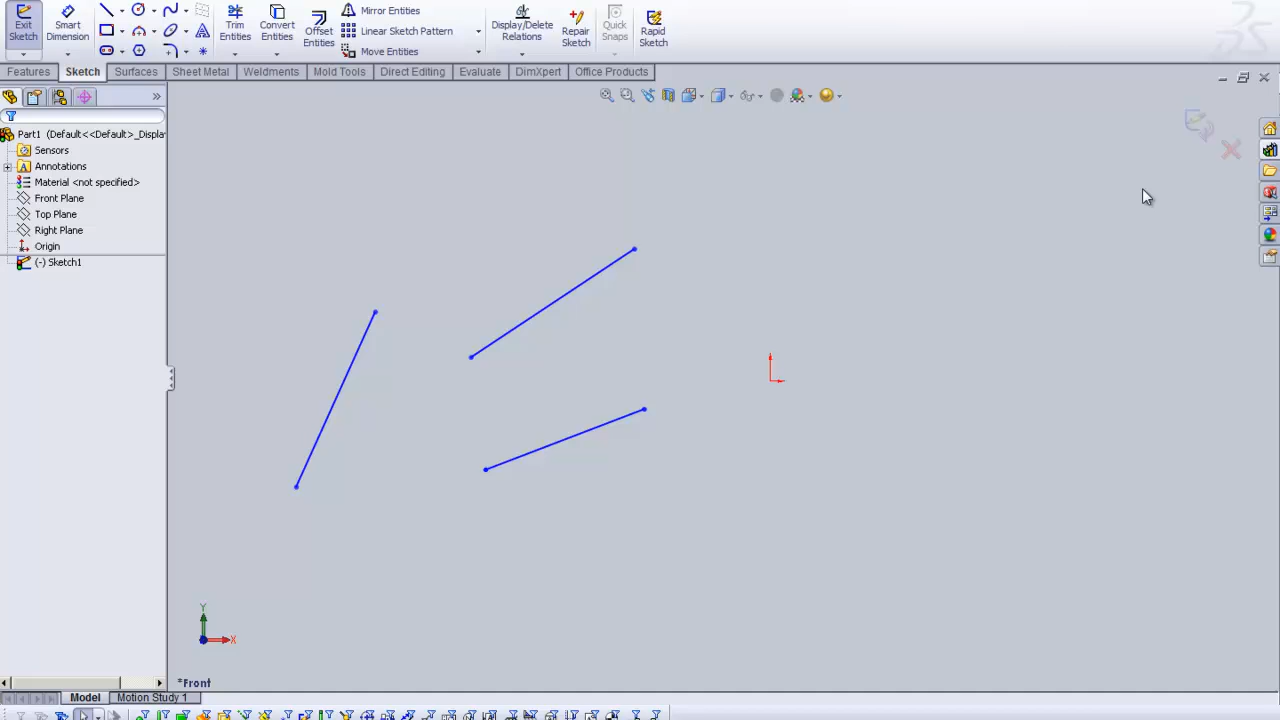 Exit Sketch
Smart Dimension
Trim Entities
Convert Entities
Offset Entities
Mirror Entities
Linear Sketch Pattern
Move Entities
Display/Delete Relations
Repair Sketch
Quick Snaps
Rapid Sketch
Features Sketch Surfaces Sheet Metal Weldments Mold Tools Direct Editing Evaluate DimXpert Office Products
Part1 (Default<<Default>_Displa
Sensors
A Annotations
Material <not specified>
Front Plane
Top Plane
Right Plane
Origin
(-) Sketch1
Y
X
*Front
Model Motion Study 1